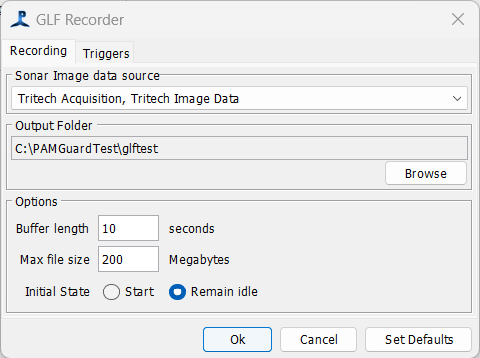 GLF Recorder
Recording
Triggers
Sonar Image data source
Tritech Acquisition, Tritech Image Data
Output Folder
C:\PAMGuardTest\glftest
Browse
Options
Buffer length 10 seconds
Max file size 200 Megabytes
Initial State Start Remain idle
Ok Cancel Set Defaults